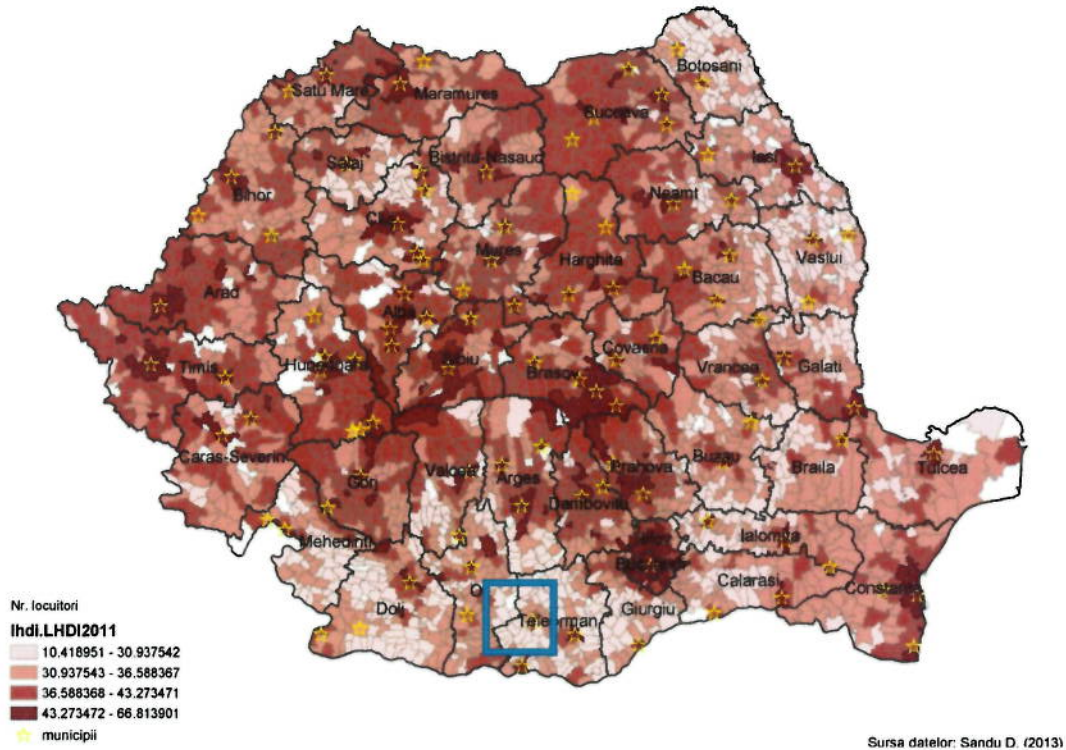 Botosani
Satu Mare
Maramures
Suceava
Iasi
Salaj
Bistrita-Nasaud
Neamt
Bihor
Cluj
Mures
Harghita
Bacau
Vaslui
Arad
Alba
Timis
Hunedoara
Sibiu
Brasov
Covasna
Vrancea
Galati
Caras-Severin
Gorj
Valcea
Arges
Prahova
Dambovita
Buzau
Braila
Tulcea
Mehedinti
Ialomita
Calarasi
Constanta
Doli
O
Teleorman
Giurgiu
Nr. locuitori
lhdi.LHDI2011
10.418951 - 30.937542
30.937543 - 36.588367
36.588368 - 43.273471
43.273472 - 66.813901
municipii
Sursa datelor: Sandu D. (2013)